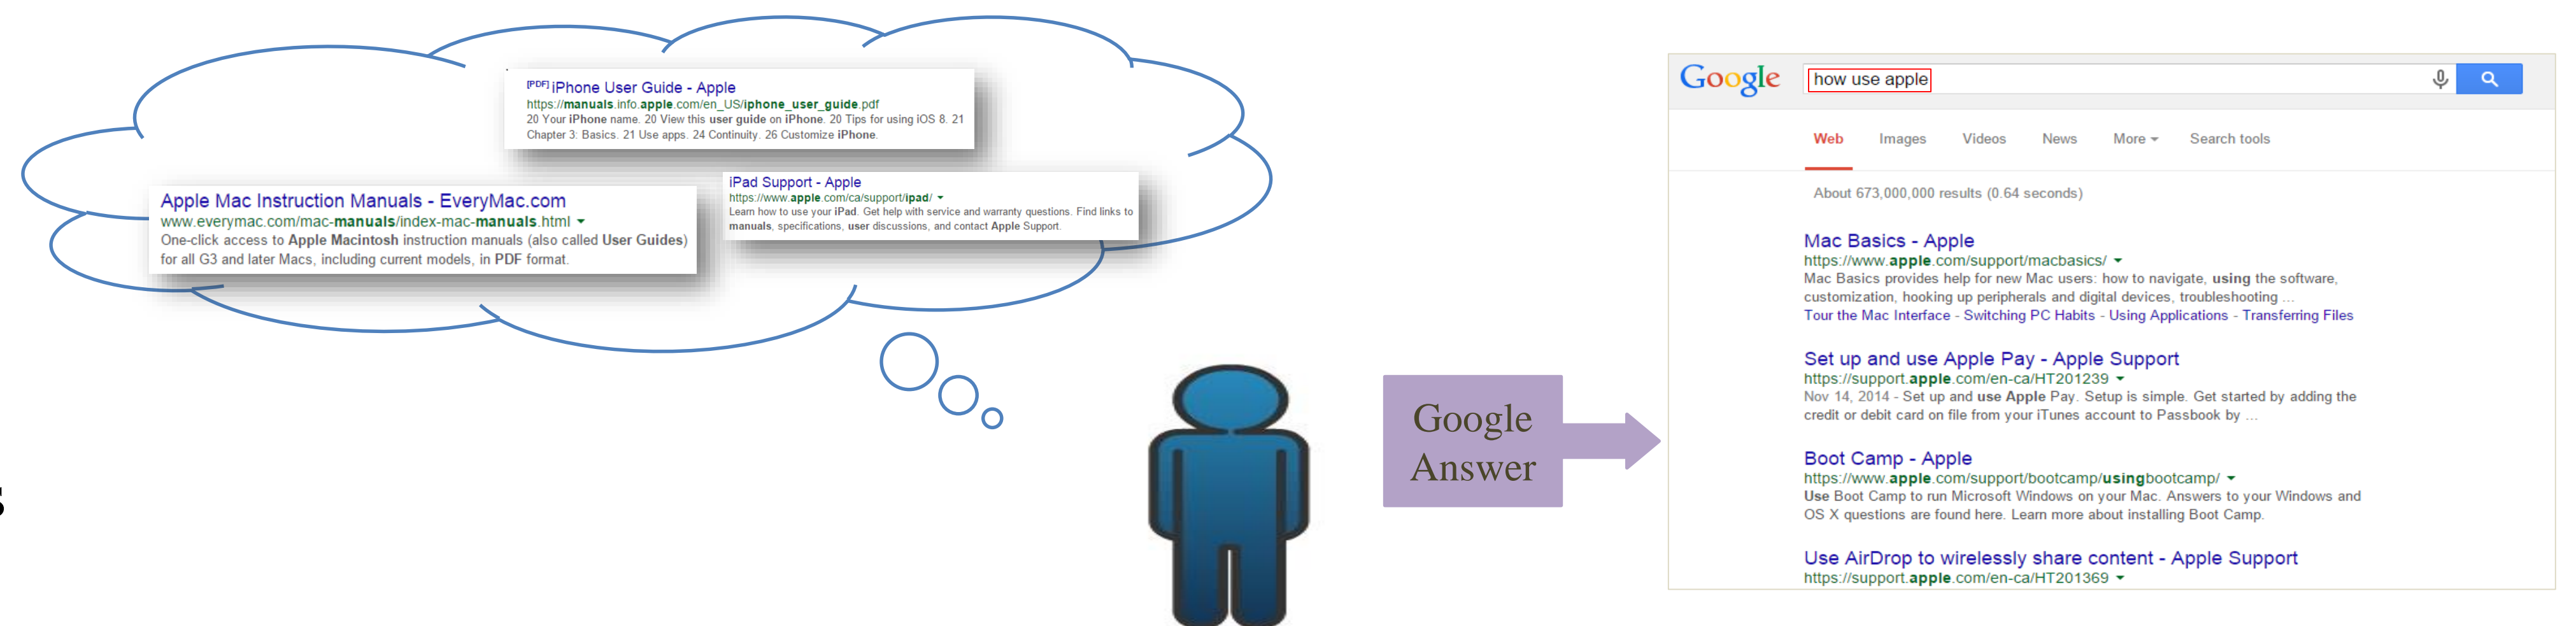 [PDF] iPhone User Guide - Apple
https://manuals.info.apple.com/en_US/iphone_user_guide.pdf
20 Your iPhone name. 20 View this user guide on iPhone. 20 Tips for using iOS 8. 21
Chapter 3: Basics. 21 Use apps. 24 Continuity. 26 Customize iPhone.
Apple Mac Instruction Manuals - EveryMac.com
www.everymac.com/mac-manuals/index-mac-manuals.html
One-click access to Apple Macintosh instruction manuals (also called User Guides)
for all G3 and later Macs, including current models, in PDF format.
iPad Support - Apple
https://www.apple.com/ca/support/ipad/
Learn how to use your iPad. Get help with service and warranty questions. Find links to
manuals, specifications, user discussions, and contact Apple Support.
s
Google
Answer
Google
how use apple
Web Images Videos News More Search tools
About 673,000,000 results (0.64 seconds)
Mac Basics - Apple
https://www.apple.com/support/macbasics/
Mac Basics provides help for new Mac users: how to navigate, using the software,
customization, hooking up peripherals and digital devices, troubleshooting ...
Tour the Mac Interface - Switching PC Habits - Using Applications - Transferring Files
Set up and use Apple Pay - Apple Support
https://support.apple.com/en-ca/HT201239
Nov 14, 2014 - Set up and use Apple Pay. Setup is simple. Get started by adding the
credit or debit card on file from your iTunes account to Passbook by ...
Boot Camp - Apple
https://www.apple.com/support/bootcamp/usingbootcamp/
Use Boot Camp to run Microsoft Windows on your Mac. Answers to your Windows and
OS X questions are found here. Learn more about installing Boot Camp.
Use AirDrop to wirelessly share content - Apple Support
https://support.apple.com/en-ca/HT201369